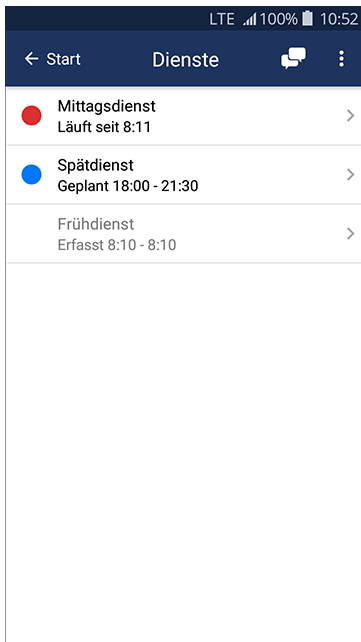 LTE 100% 10:52
Start Dienste
Mittagsdienst
Läuft seit 8:11
Spätdienst
Geplant 18:00 - 21:30
Frühdienst
Erfasst 8:10 - 8:10